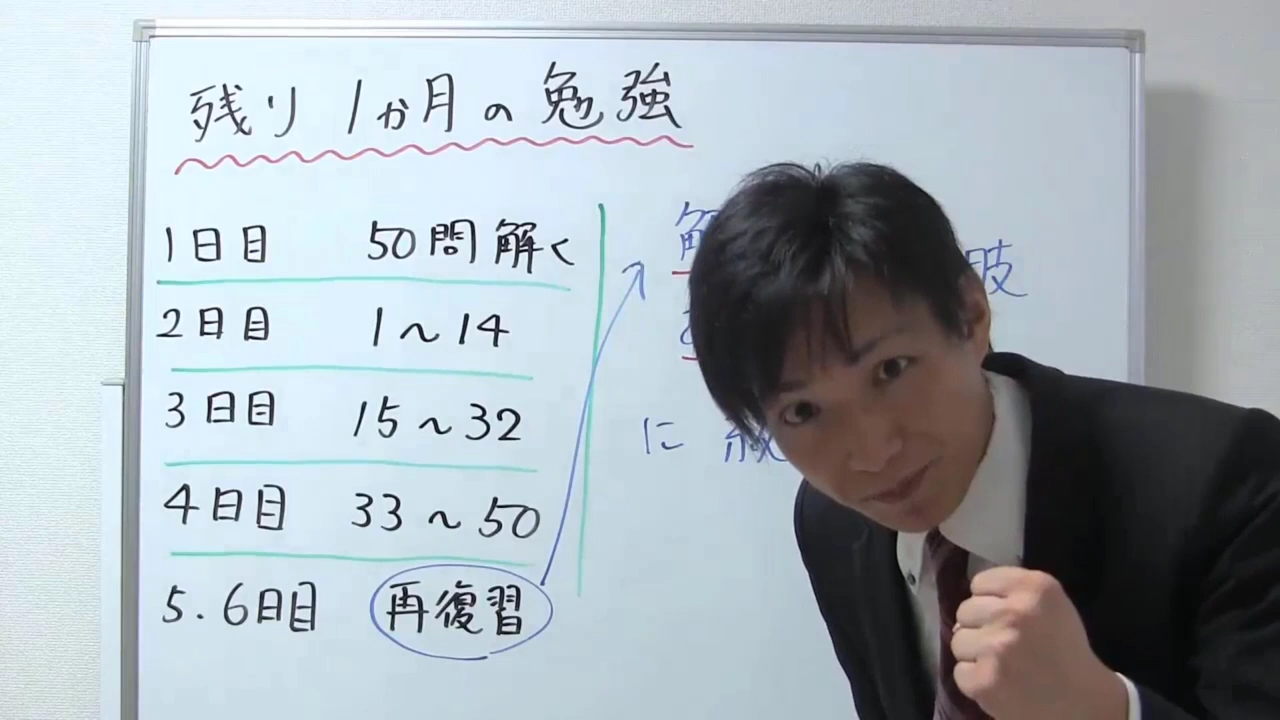 残り1か月の勉強
1日目 50問解く
2日目 1~14
3日目 15~32
4日目 33~50
5.6日目 再復習
解 肢
に